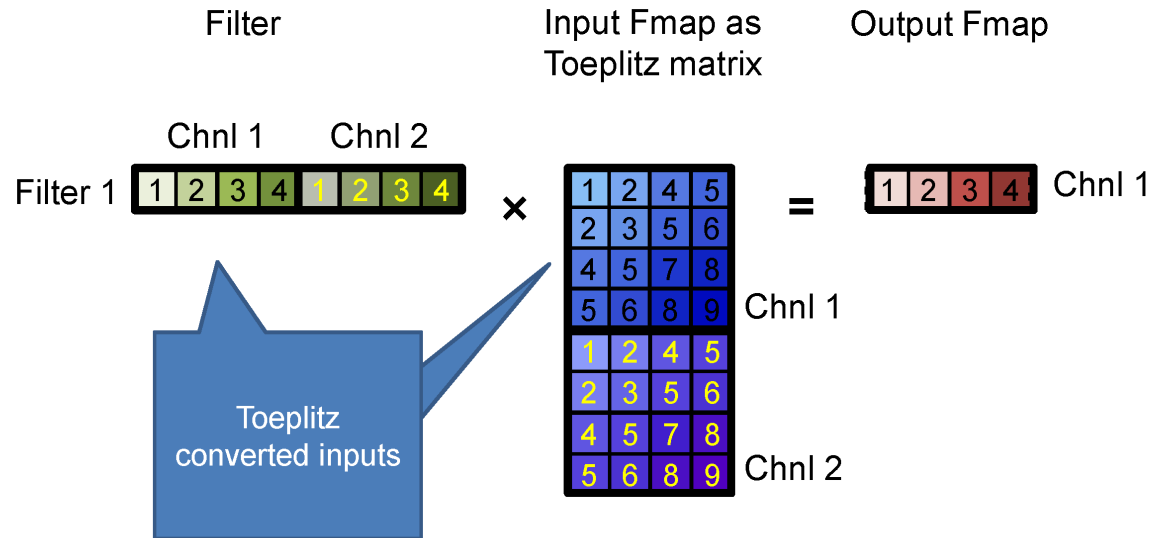 Filter
Input Fmap as
Toeplitz matrix
Output Fmap
Chnl 1 Chnl 2
Filter 1 1 2 3 4 1 2 3 4
×
1 2 4 5
2 3 5 6
4 5 7 8
5 6 8 9
Chnl 1
1 2 4 5
2 3 5 6
4 5 7 8
5 6 8 9
Chnl 2
=
1 2 3 4 Chnl 1
Toeplitz
converted inputs